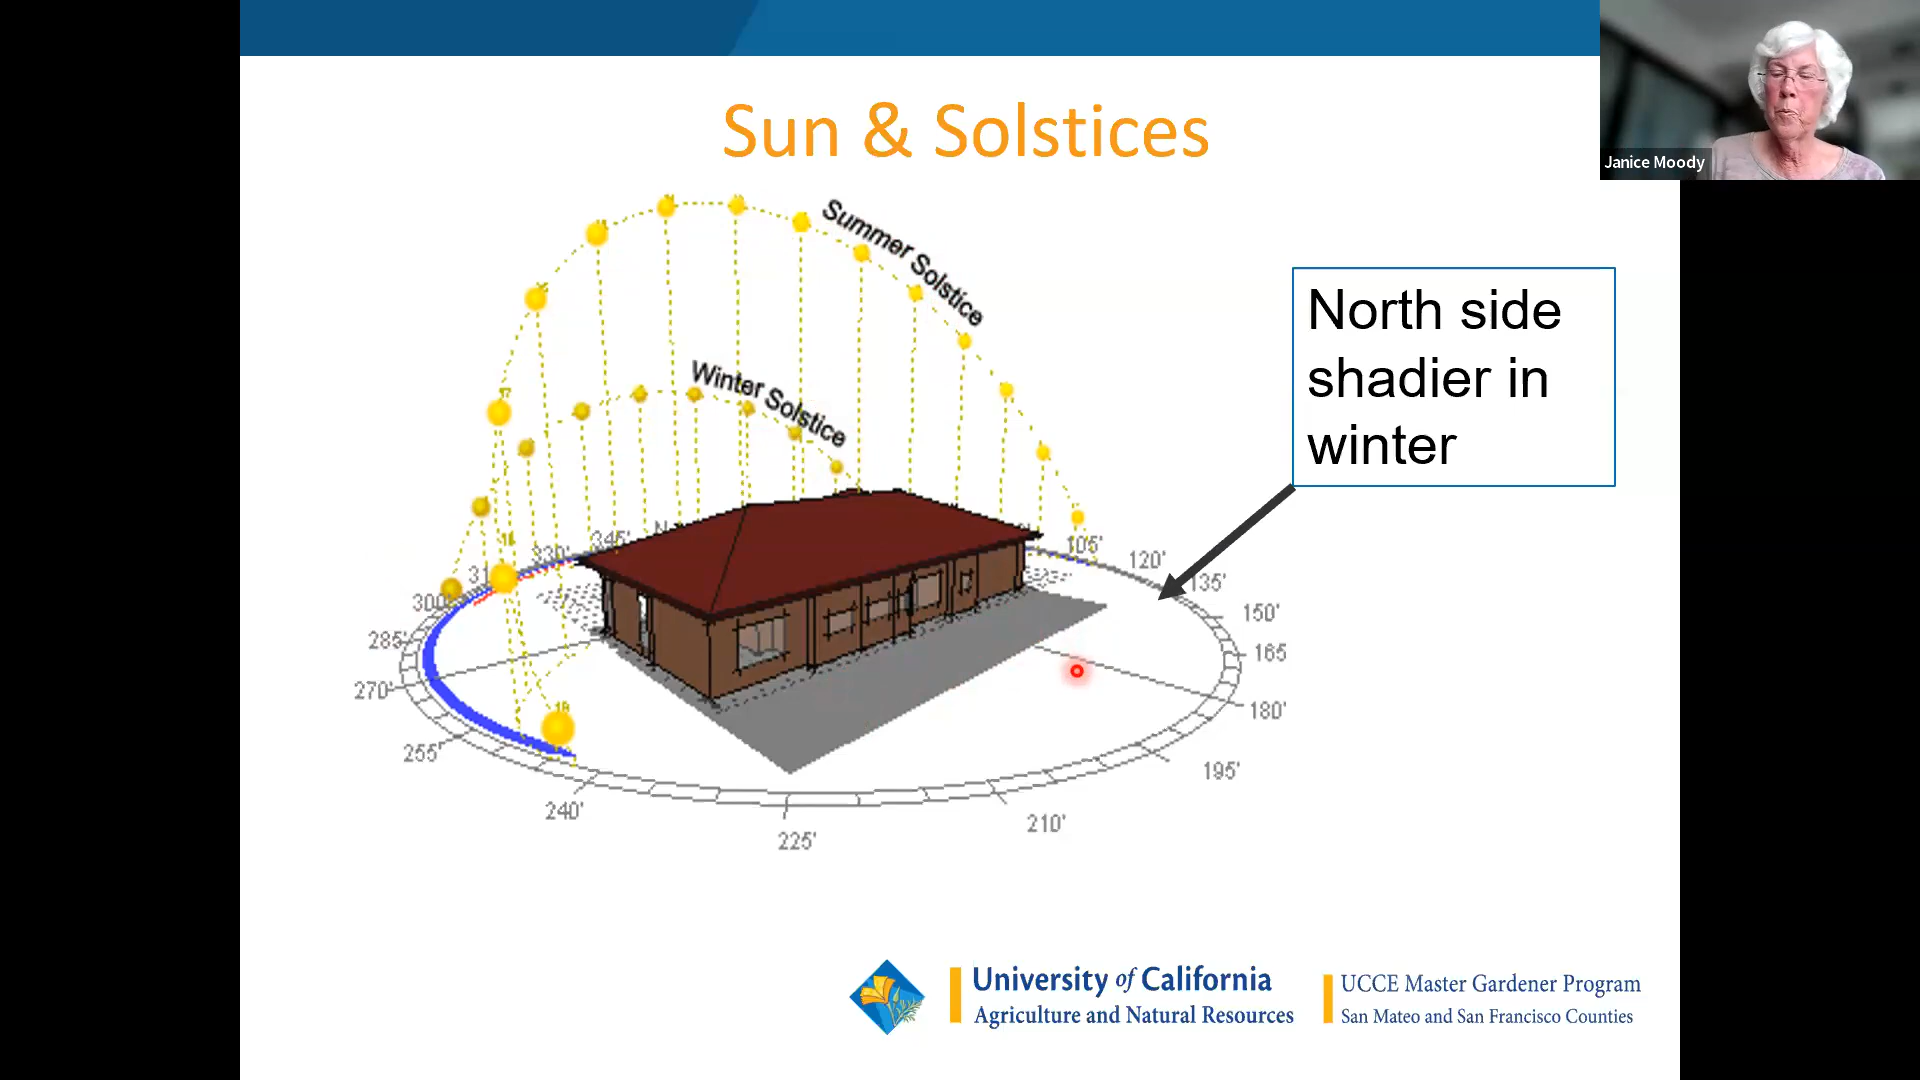 Sun & Solstices
Janice Moody
Summer Solstice
Winter Solstice
North side
shadier in
winter
N
345'
330'
300'
285'
270'
255'
240'
225'
210'
195'
180'
165
150'
135'
120'
105'
University of California
Agriculture and Natural Resources
UCCE Master Gardener Program
San Mateo and San Francisco Counties